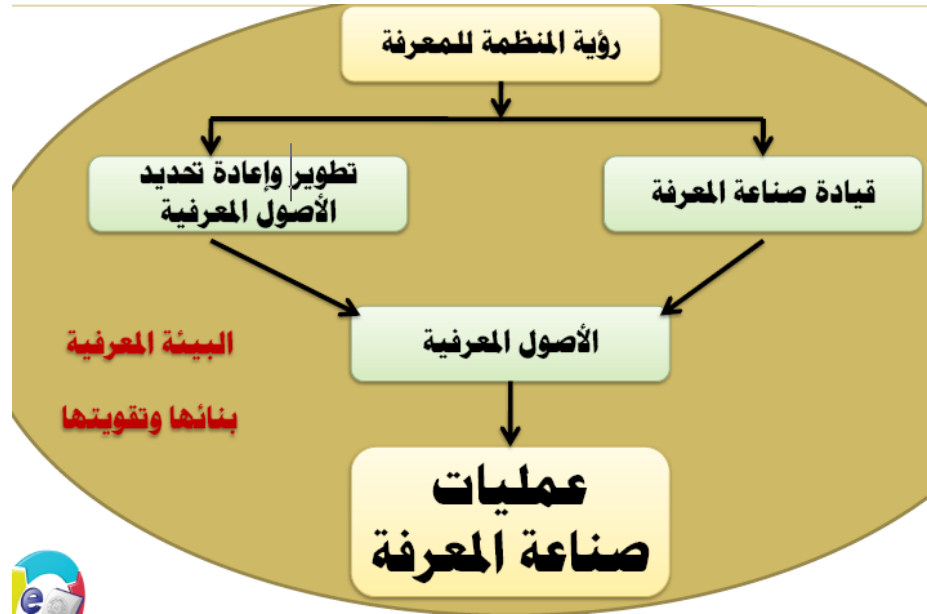 رؤية المنظمة للمعرفة
قيادة صناعة المعرفة
تطوير وإعادة تحديد
الأصول المعرفية
الأصول المعرفية
البيئة المعرفية
بنائها وتقويتها
عمليات
صناعة المعرفة
e